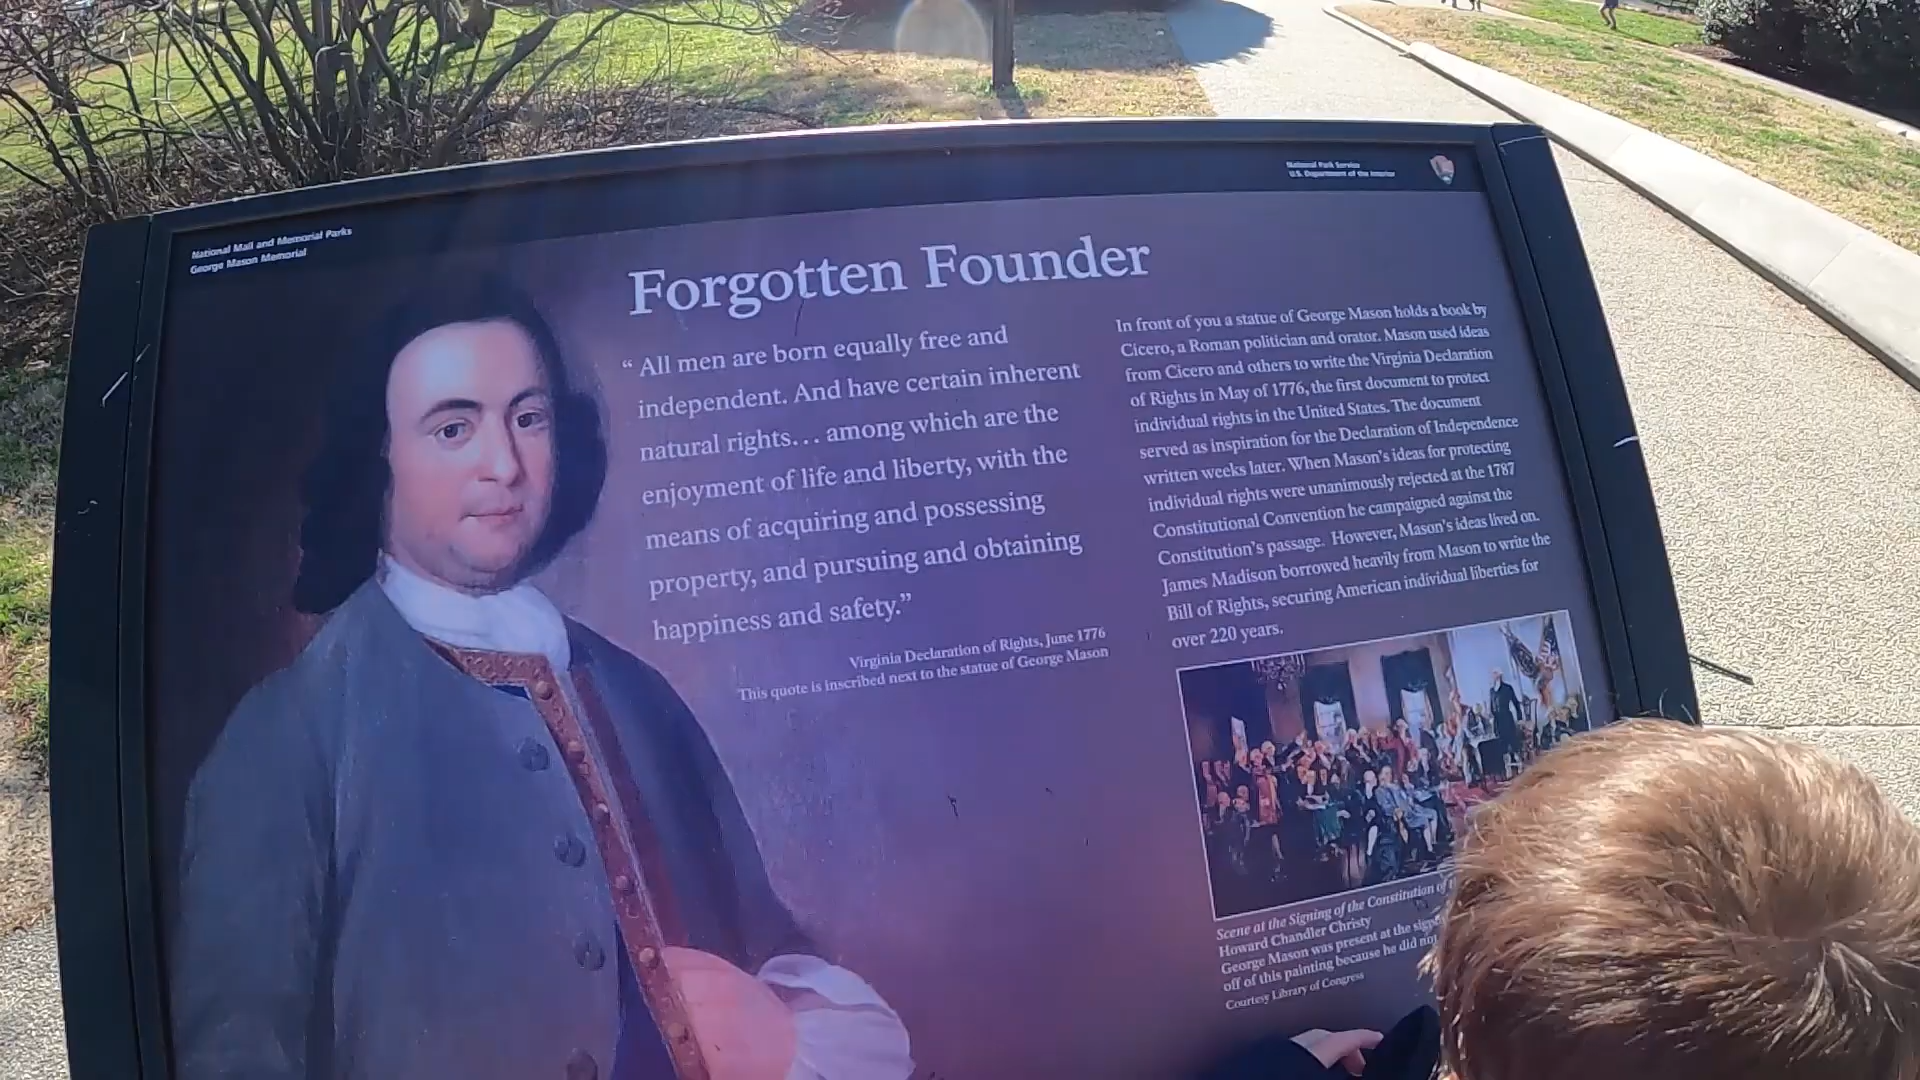 National Mall and Memorial Parks
George Mason Memorial
National Park Service
U.S. Department of the Interior
Forgotten Founder
“ All men are born equally free and
independent. And have certain inherent
natural rights… among which are the
enjoyment of life and liberty, with the
means of acquiring and possessing
property, and pursuing and obtaining
happiness and safety.”
Virginia Declaration of Rights, June 1776
This quote is inscribed next to the statue of George Mason
In front of you a statue of George Mason holds a book by
Cicero, a Roman politician and orator. Mason used ideas
from Cicero and others to write the Virginia Declaration
of Rights in May of 1776, the first document to protect
individual rights in the United States. The document
served as inspiration for the Declaration of Independence
written weeks later. When Mason’s ideas for protecting
individual rights were unanimously rejected at the 1787
Constitutional Convention he campaigned against the
Constitution’s passage. However, Mason’s ideas lived on.
James Madison borrowed heavily from Mason to write the
Bill of Rights, securing American individual liberties for
over 220 years.
Scene at the Signing of the Constitution of
Howard Chandler Christy
George Mason was present at the
off of this painting because he did not
Courtesy Library of Congress